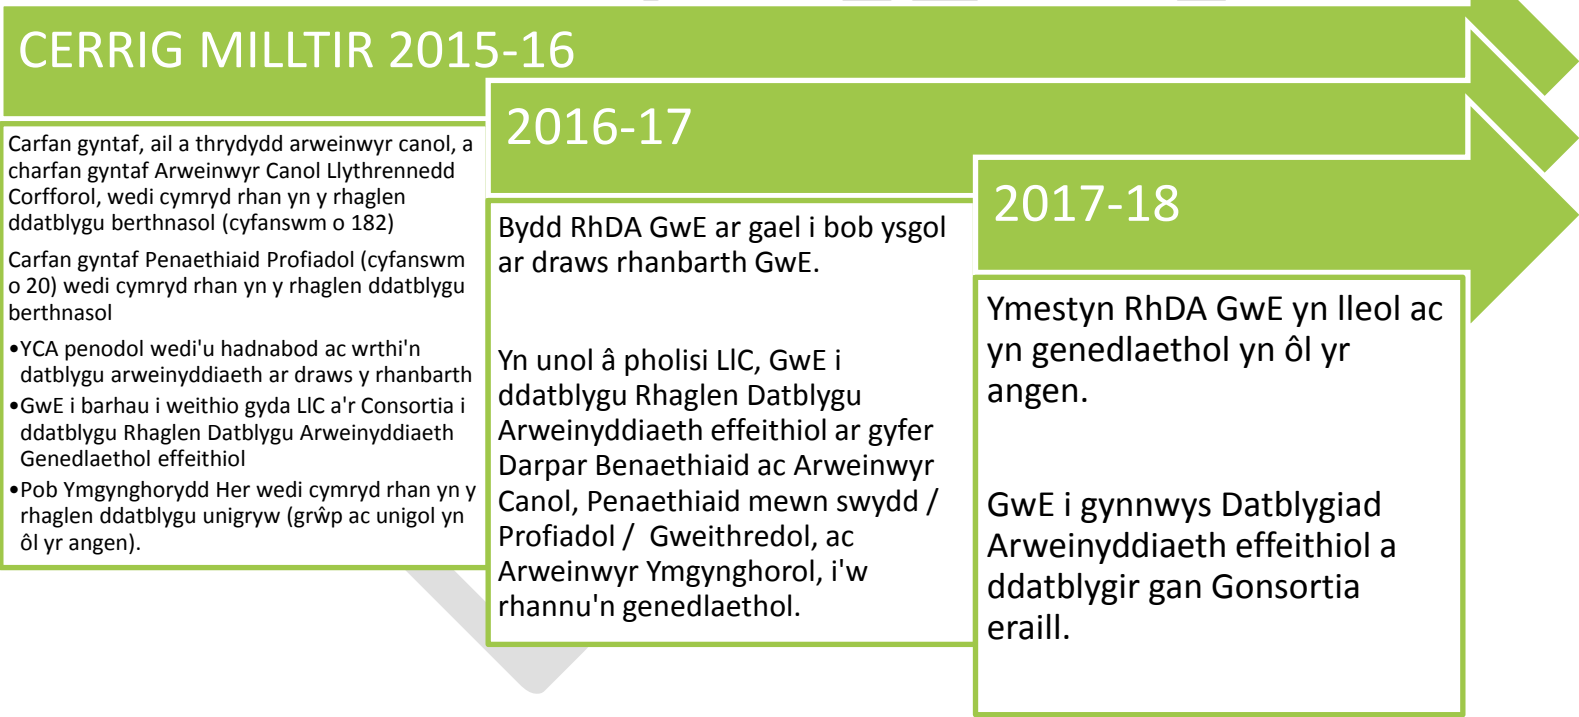 CERRIG MILLTIR 2015-16
Carfan gyntaf, ail a thrydydd arweinwyr canol, a
charfan gyntaf Arweinwyr Canol Llythrennedd
Corfforol, wedi cymryd rhan yn y rhaglen
ddatblygu berthnasol (cyfanswm o 182)
Carfan gyntaf Penaethiaid Profiadol (cyfanswm
o 20) wedi cymryd rhan yn y rhaglen ddatblygu
berthnasol
•YCA penodol wedi'u hadnabod ac wrthi'n
datblygu arweinyddiaeth ar draws y rhanbarth
•GwE i barhau i weithio gyda LlC a'r Consortia i
ddatblygu Rhaglen Datblygu Arweinyddiaeth
Genedlaethol effeithiol
•Pob Ymgynghorydd Her wedi cymryd rhan yn y
rhaglen ddatblygu unigryw (grŵp ac unigol yn
ôl yr angen).
2016-17
Bydd RhDA GwE ar gael i bob ysgol
ar draws rhanbarth GwE.
Yn unol â pholisi LlC, GwE i
ddatblygu Rhaglen Datblygu
Arweinyddiaeth effeithiol ar gyfer
Darpar Benaethiaid ac Arweinwyr
Canol, Penaethiaid mewn swydd /
Profiadol / Gweithredol, ac
Arweinwyr Ymgynghorol, i'w
rhannu'n genedlaethol.
2017-18
Ymestyn RhDA GwE yn lleol ac
yn genedlaethol yn ôl yr
angen.
GwE i gynnwys Datblygiad
Arweinyddiaeth effeithiol a
ddatblygir gan Gonsortia
eraill.